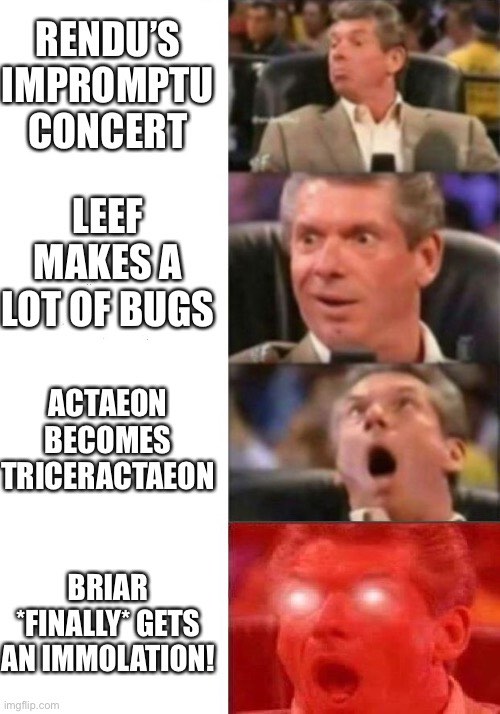 RENDU'S
IMPROMPTU
CONCERT
LEEF
MAKES A
LOT OF BUGS
ACTAEON
BECOMES
TRICERACTAEON
BRIAR
*FINALLY* GETS
AN IMMOLATION!
imgflip.com